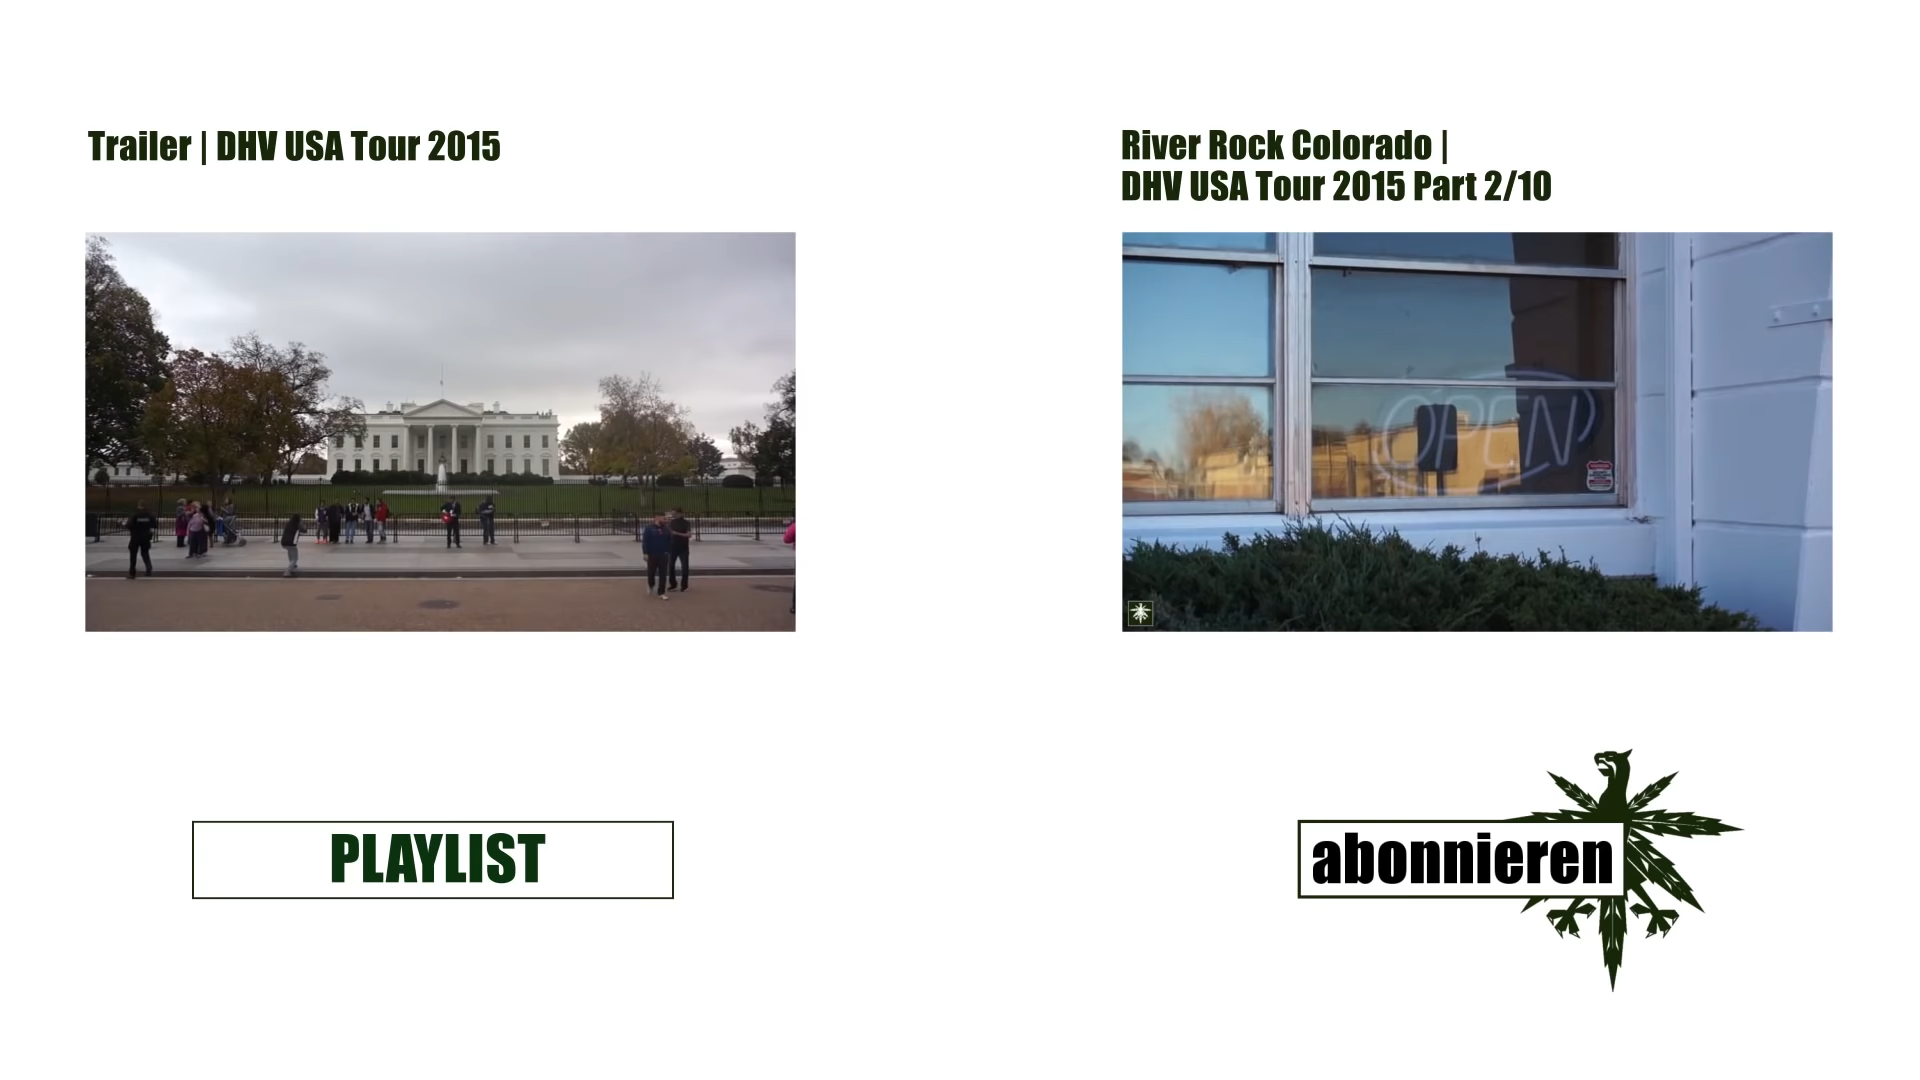 Trailer | DHV USA Tour 2015
River Rock Colorado |
DHV USA Tour 2015 Part 2/10
OPEN
PLAYLIST
abonnieren